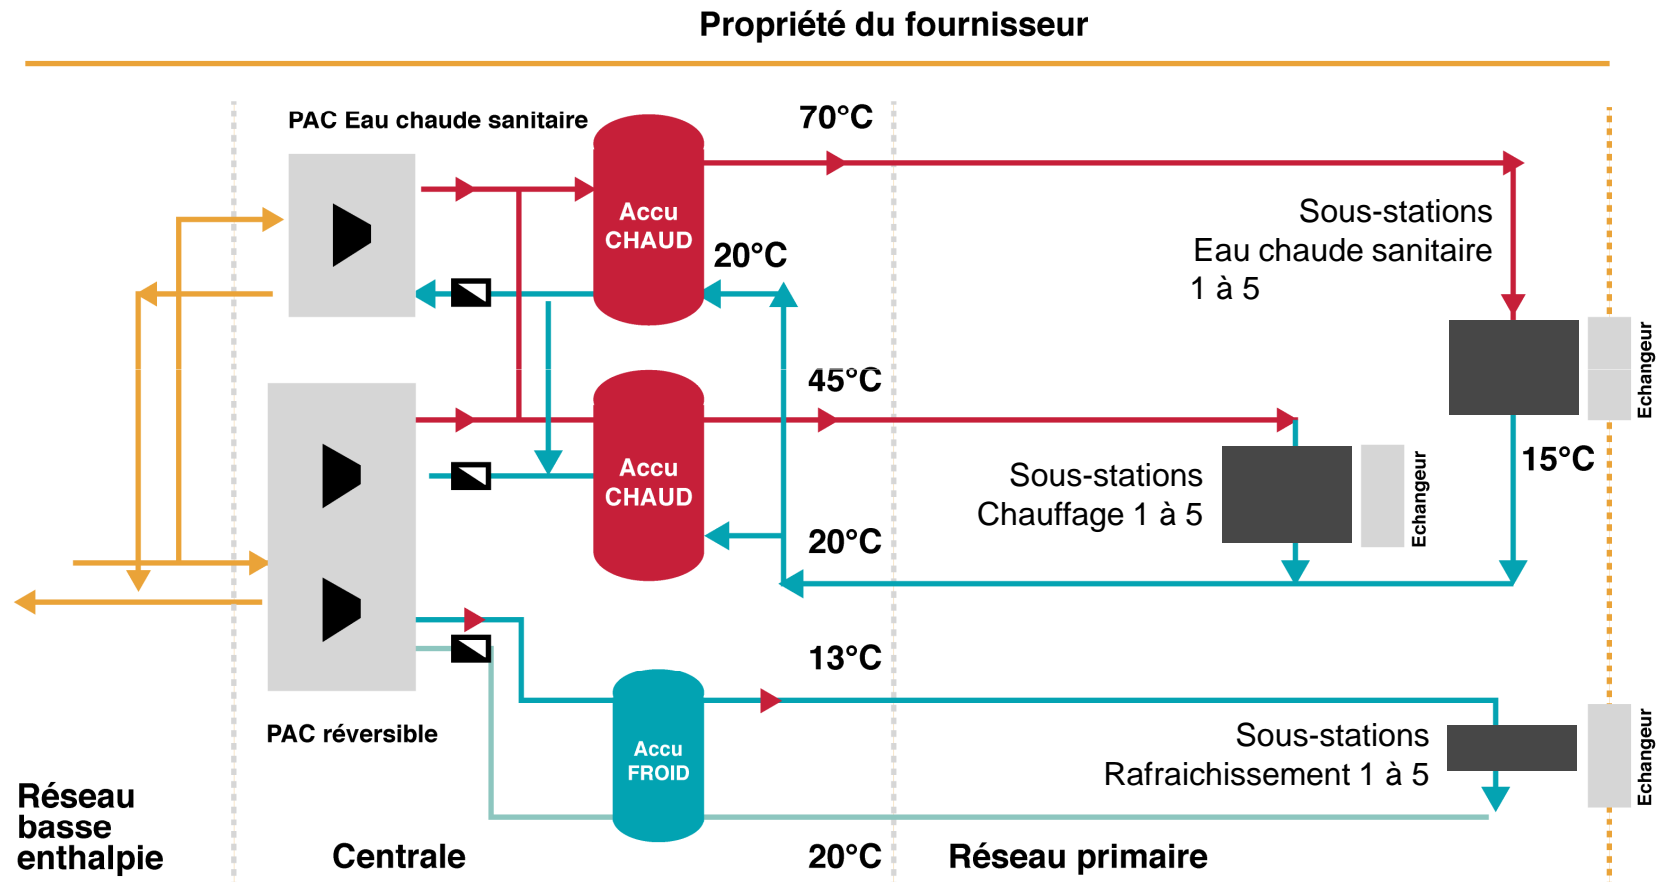 Propriété du fournisseur
PAC Eau chaude sanitaire
70°C
Accu
CHAUD
20°C
Sous-stations
Eau chaude sanitaire
1 à 5
Echangeur
45°C
Accu
CHAUD
15°C
Sous-stations
Chauffage 1 à 5
Echangeur
20°C
13°C
PAC réversible
Accu
FROID
Sous-stations
Rafraichissement 1 à 5
Echangeur
Réseau
basse
enthalpie
Centrale
20°C
Réseau primaire